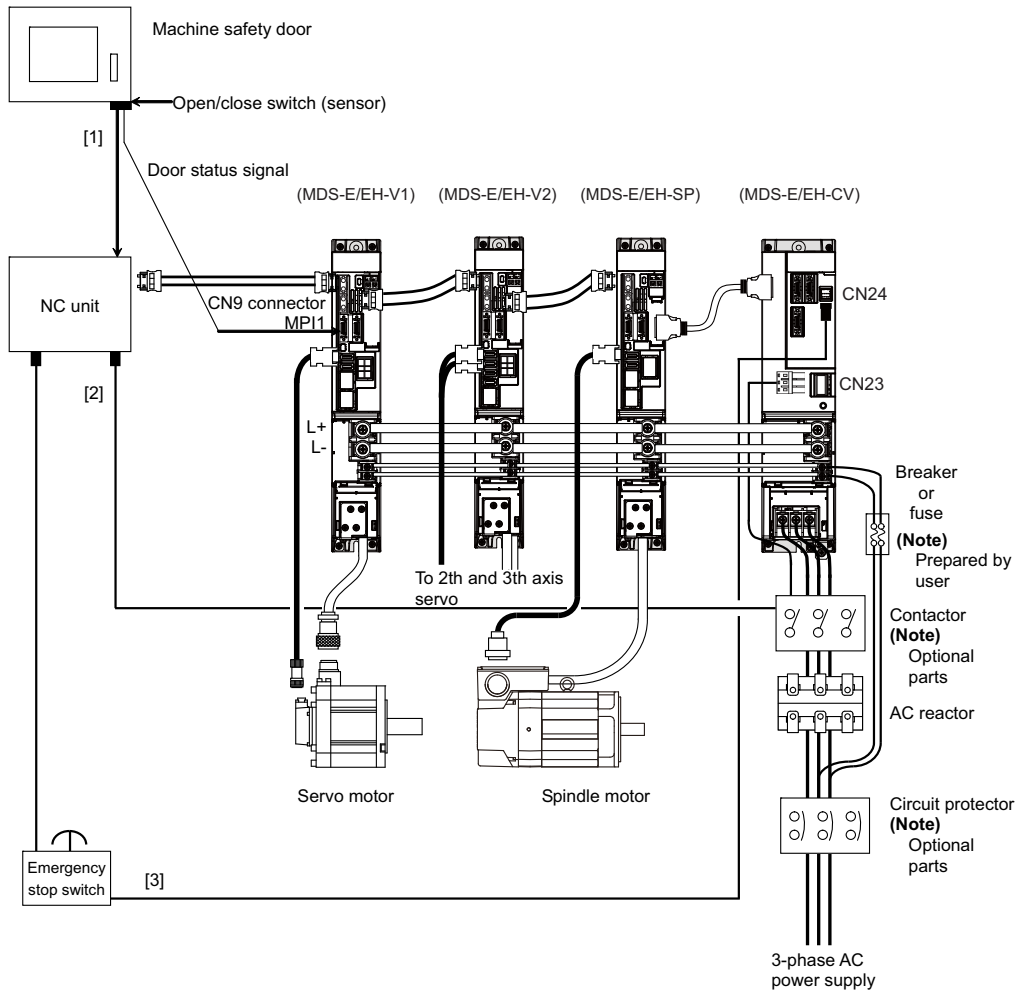 Machine safety door
Open/close switch (sensor)
[1]
Door status signal
(MDS-E/EH-V1)
(MDS-E/EH-V2)
(MDS-E/EH-SP)
(MDS-E/EH-CV)
NC unit
CN9 connector
MPI1
CN24
[2]
CN23
L+
L-
Breaker
or
fuse
(Note)
Prepared by
user
To 2th and 3th axis
servo
Contactor
(Note)
Optional
parts
AC reactor
Servo motor
Spindle motor
Circuit protector
(Note)
Optional
parts
Emergency
stop switch
[3]
3-phase AC
power supply